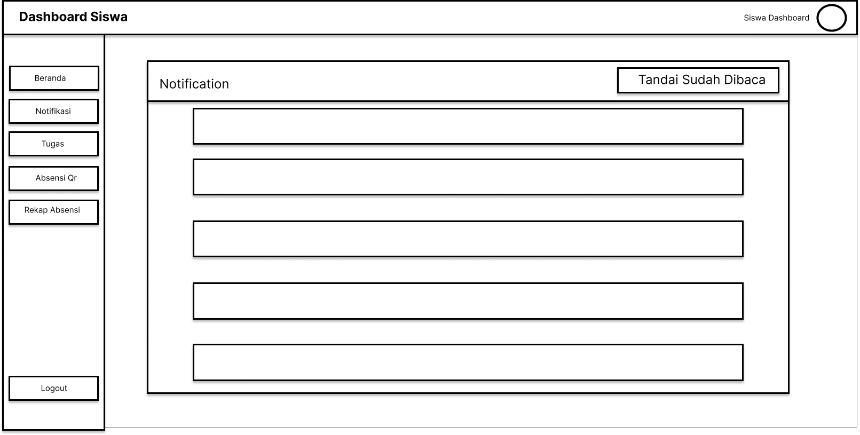 Dashboard Siswa
Siswa Dashboard
Beranda
Notifikasi
Tugas
Absensi Qr
Rekap Absensi
Logout
Notification
Tandai Sudah Dibaca